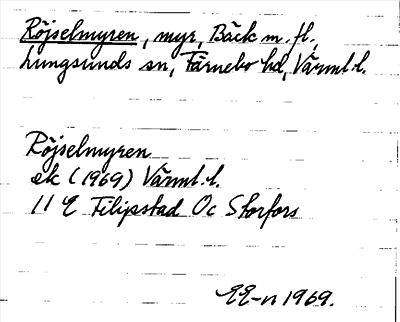 Röjselmyren, myr, Bäck m. fl.
Lungsunds sn, Färnebo hd, Värml. l.
Röjselmyren
ek (1969) Värml. l.
11 E Filipstad Oc Storfors
EE-n 1969.